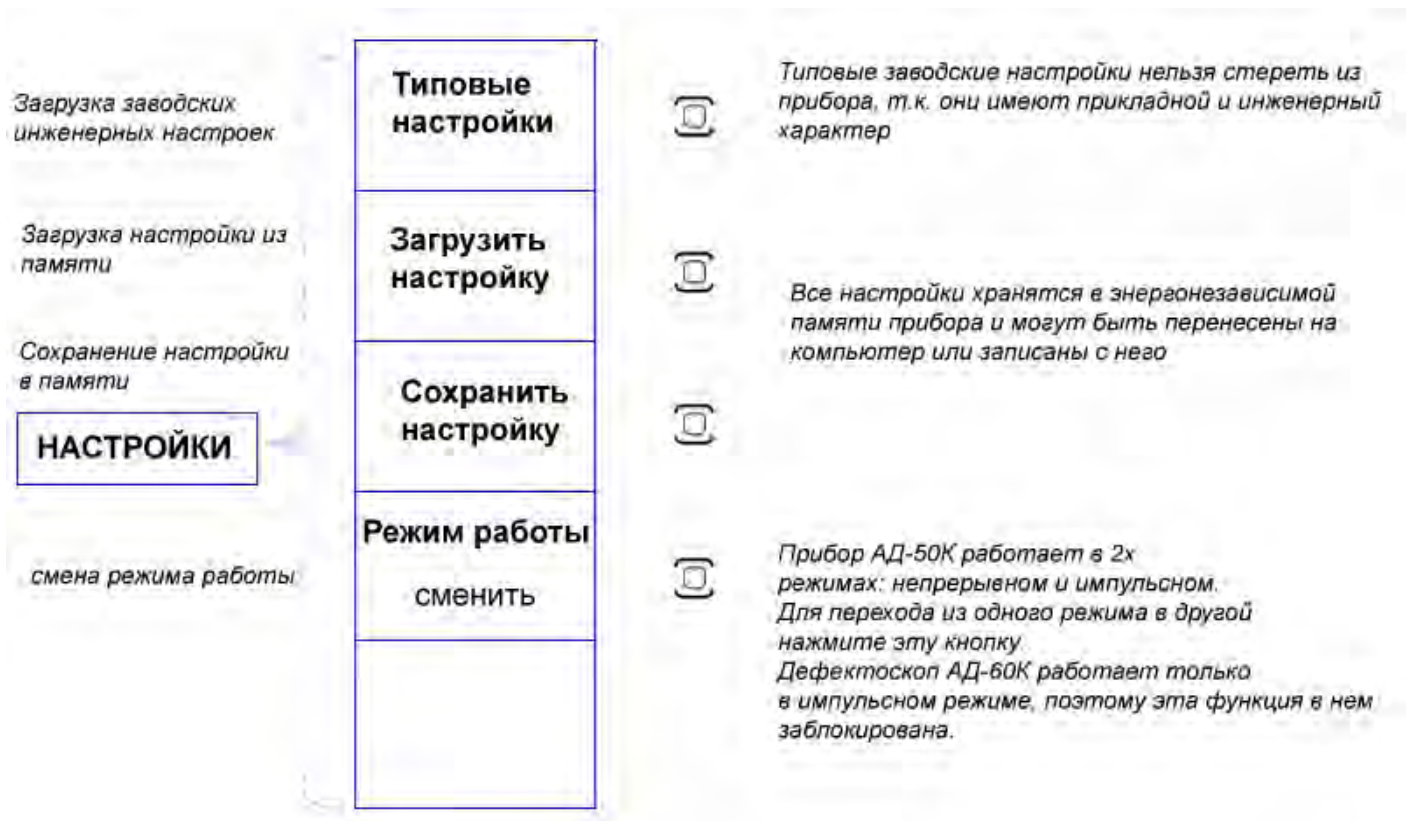 Загрузка заводских
инженерных настроек
Типовые
настройки
Типовые заводские настройки нельзя стереть из
прибора, т.к. они имеют прикладной и инженерный
характер
Загрузка настройки из
памяти
Загрузить
настройку
Все настройки хранятся в энергонезависимой
памяти прибора и могут быть перенесены на
компьютер или записаны с него
Сохранение настройки
в памяти
Сохранить
настройку
НАСТРОЙКИ
смена режима работы
Режим работы
сменить
Прибор АД-50К работает в 2х
режимах: непрерывном и импульсном.
Для перехода из одного режима в другой
нажмите эту кнопку
Дефектоскоп АД-60К работает только
в импульсном режиме, поэтому эта функция в нем
заблокирована.